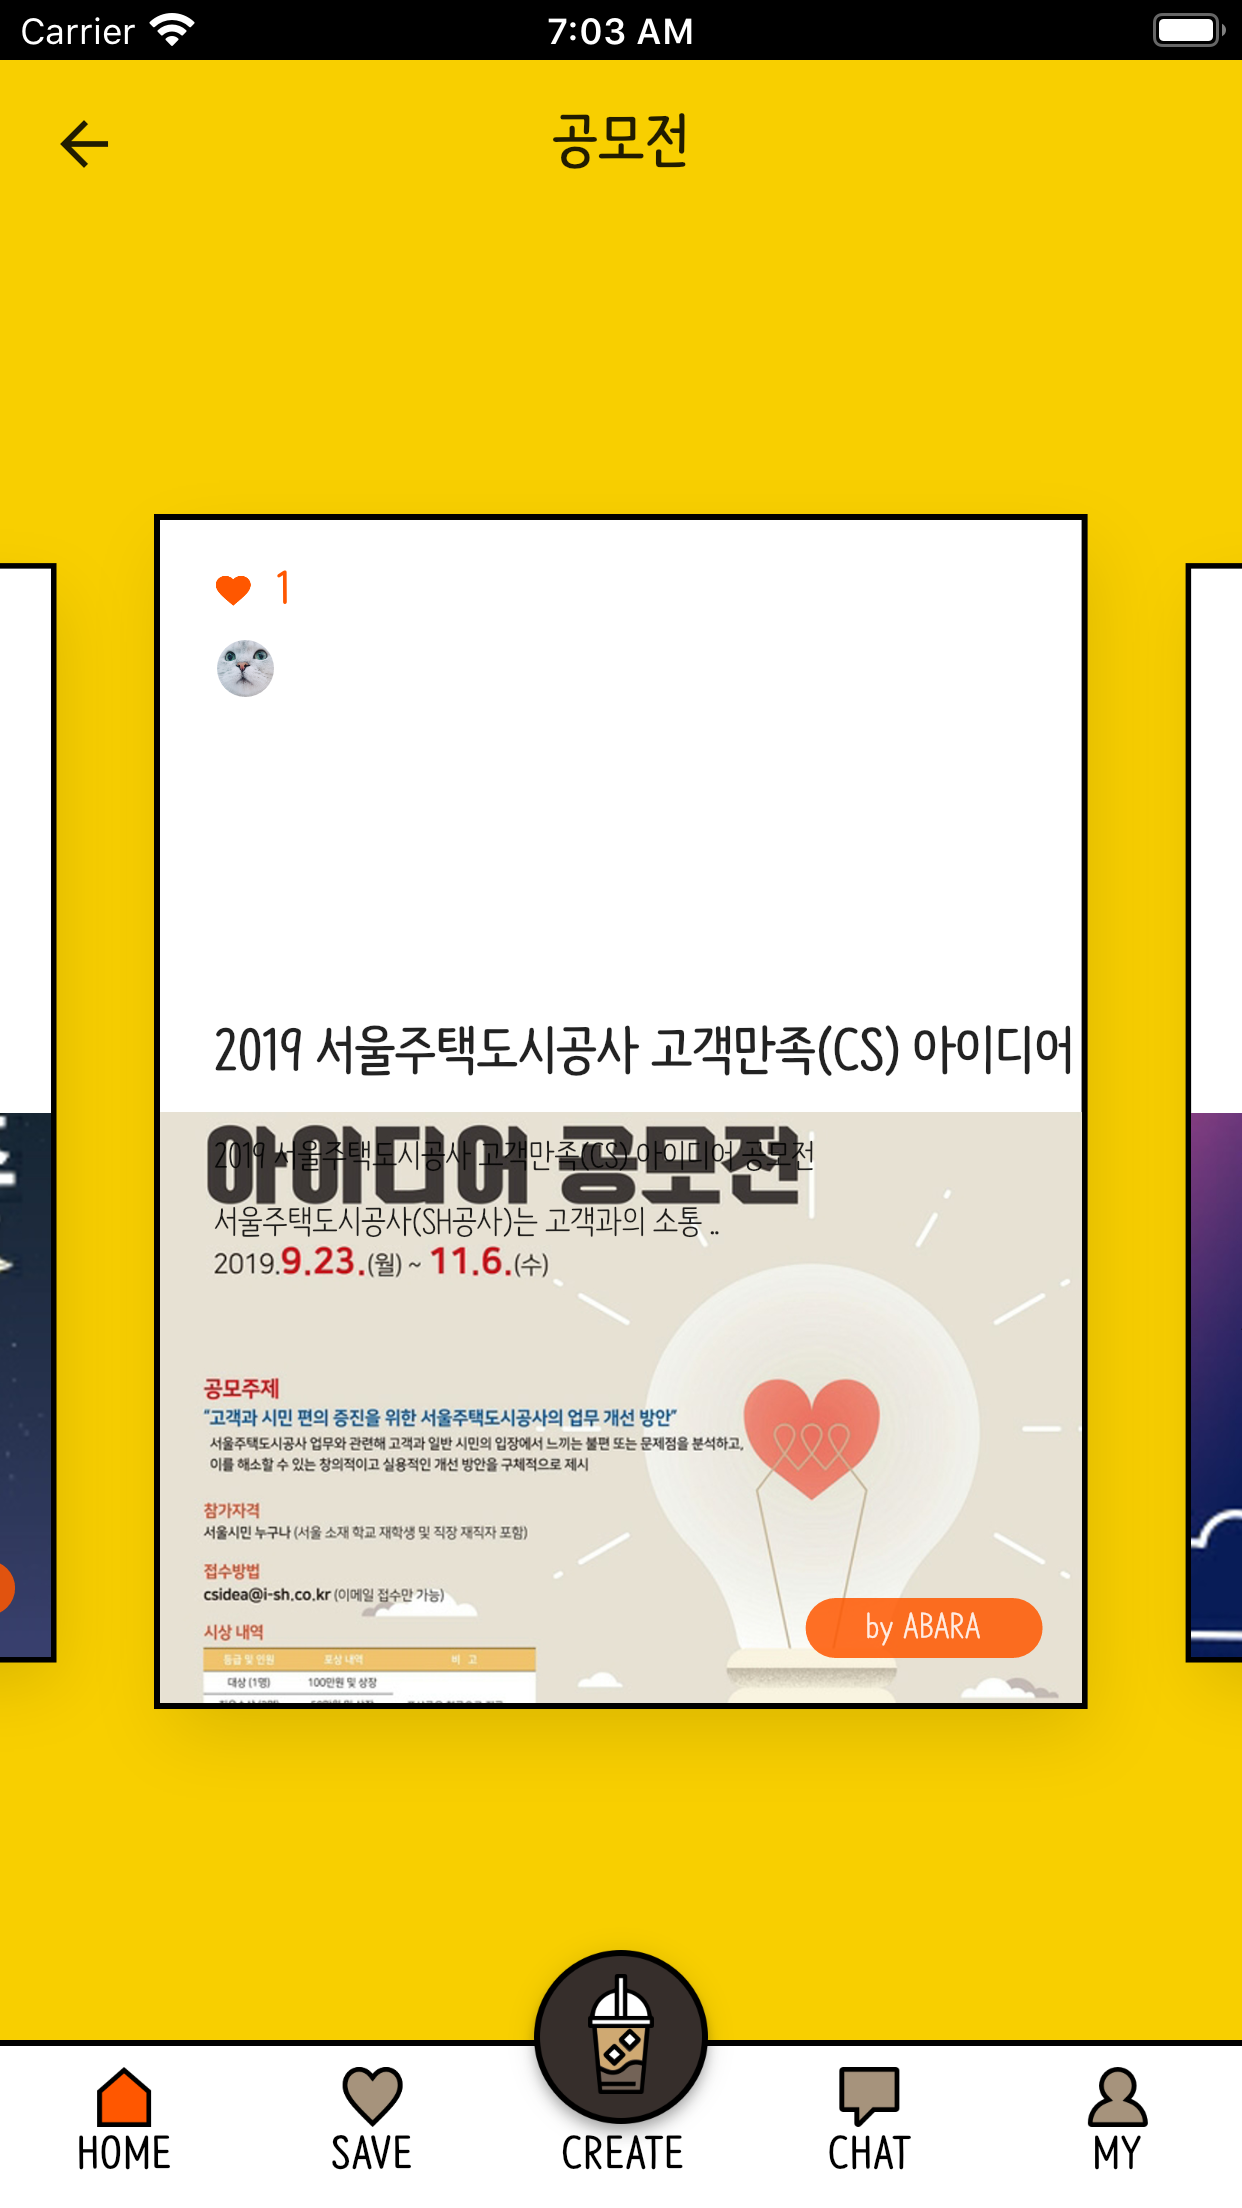 Carrier
7:03 AM
공모전
1
2019 서울주택도시공사 고객만족(CS) 아이디어
아이디어 공모전
2019 서울주택도시공사 고객만족(CS) 아이디어 공모전
서울주택도시공사(SH공사)는 고객과의 소통 ..
2019.9.23.(월) ~ 11.6.(수)
공모주제
“고객과 시민 편의 증진을 위한 서울주택도시공사의 업무 개선 방안”
서울주택도시공사 업무와 관련해 고객과 일반 시민의 입장에서 느끼는 불편 또는 문제점을 분석하고,
이를 해소할 수 있는 창의적이고 실용적인 개선 방안을 구체적으로 제시
참가자격
서울시민 누구나 (서울 소재 학교 재학생 및 직장 재직자 포함)
접수방법
csidea@i-sh.co.kr (이메일 접수만 가능)
시상 내역
등급 및 인원 포상 내역 비 고
대상 (1명) 100만원 및 상장
by ABARA
HOME
SAVE
CREATE
CHAT
MY